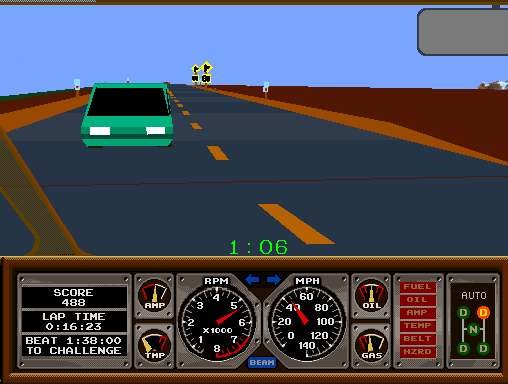 1:06
SCORE
488
LAP TIME
0:16:23
BEAT 1:38:00
TO CHALLENGE
AMP
TMP
RPM
1 2 3 4 5 6 7 8
X1000
MPH
0 20 40 60 80 100 120 140
BEAM
OIL
GAS
FUEL
OIL
AMP
TEMP
BELT
HZRD
AUTO
D D
N
D D